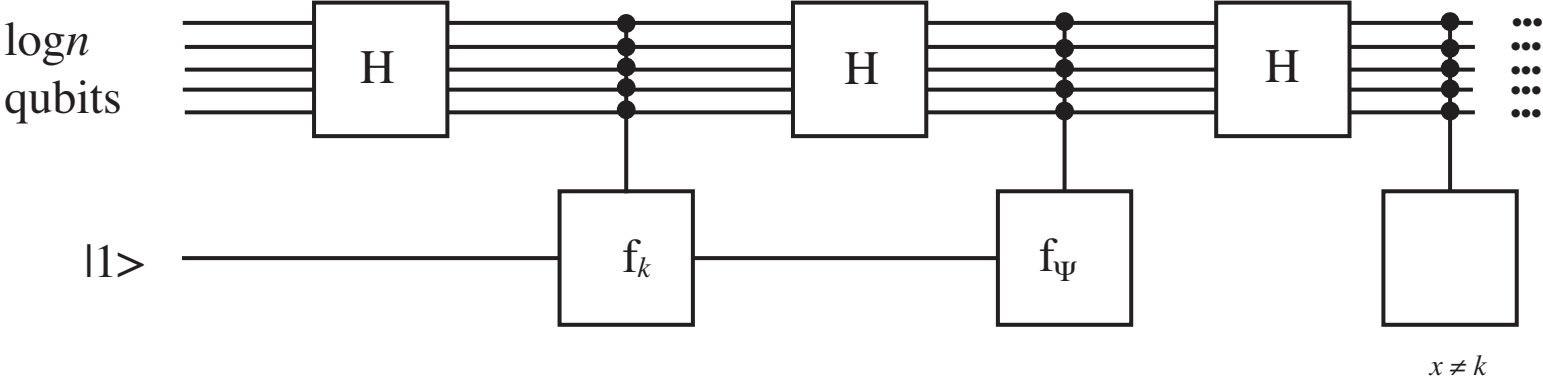 logn
qubits
H
H
H
|1>
f_k
f_Ψ
x ≠ k